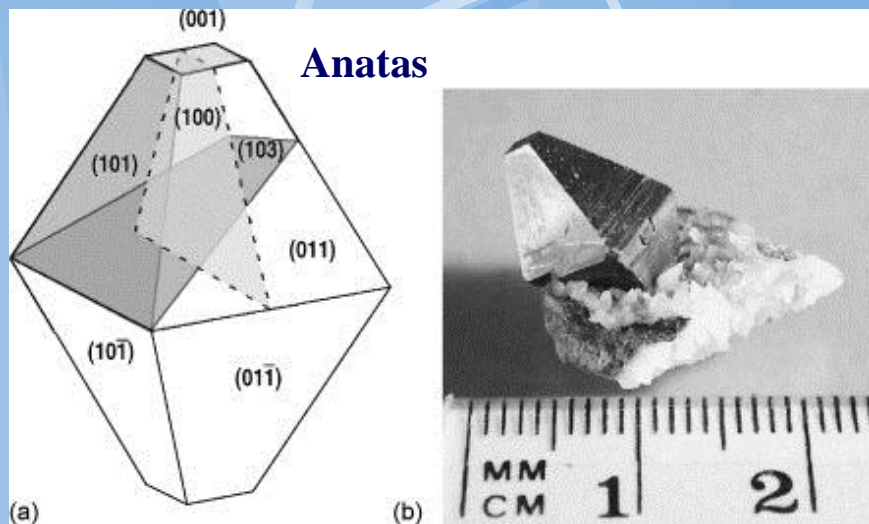 (001)
Anatas
(100)
(101)
(103)
(011)
(101̅)
(011̅)
(a)
(b)
MM
CM 1 2